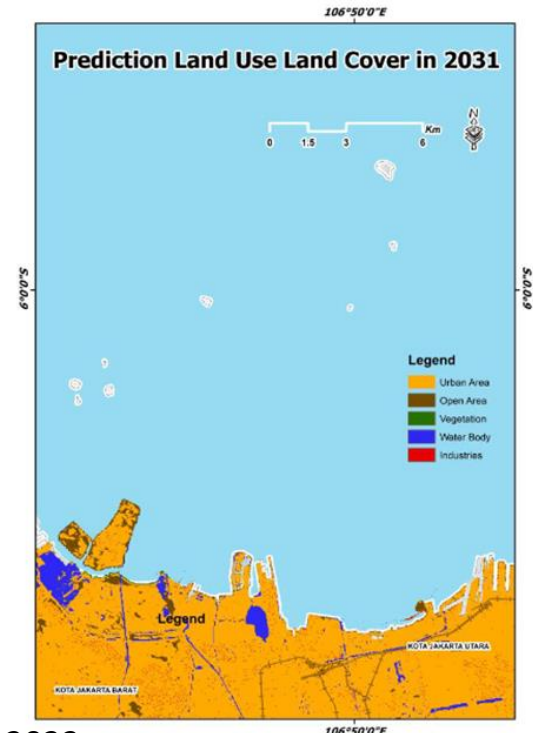 106°50'0"E
Prediction Land Use Land Cover in 2031
N
Km
0 1.5 3 6
6°0'0"S
6°0'0"S
Legend
Urban Area
Open Area
Vegetation
Water Body
Industries
Legend
KOTA JAKARTA UTARA
KOTA JAKARTA BARAT
106°50'0"E